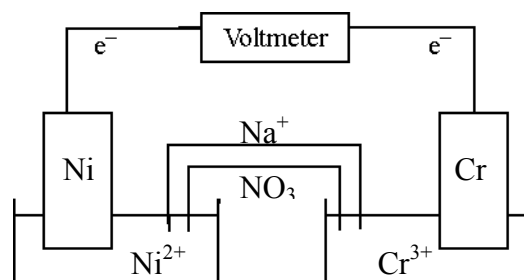 Voltmeter
e⁻ e⁻
Na⁺
Ni Cr
NO₃
Ni²⁺ Cr³⁺